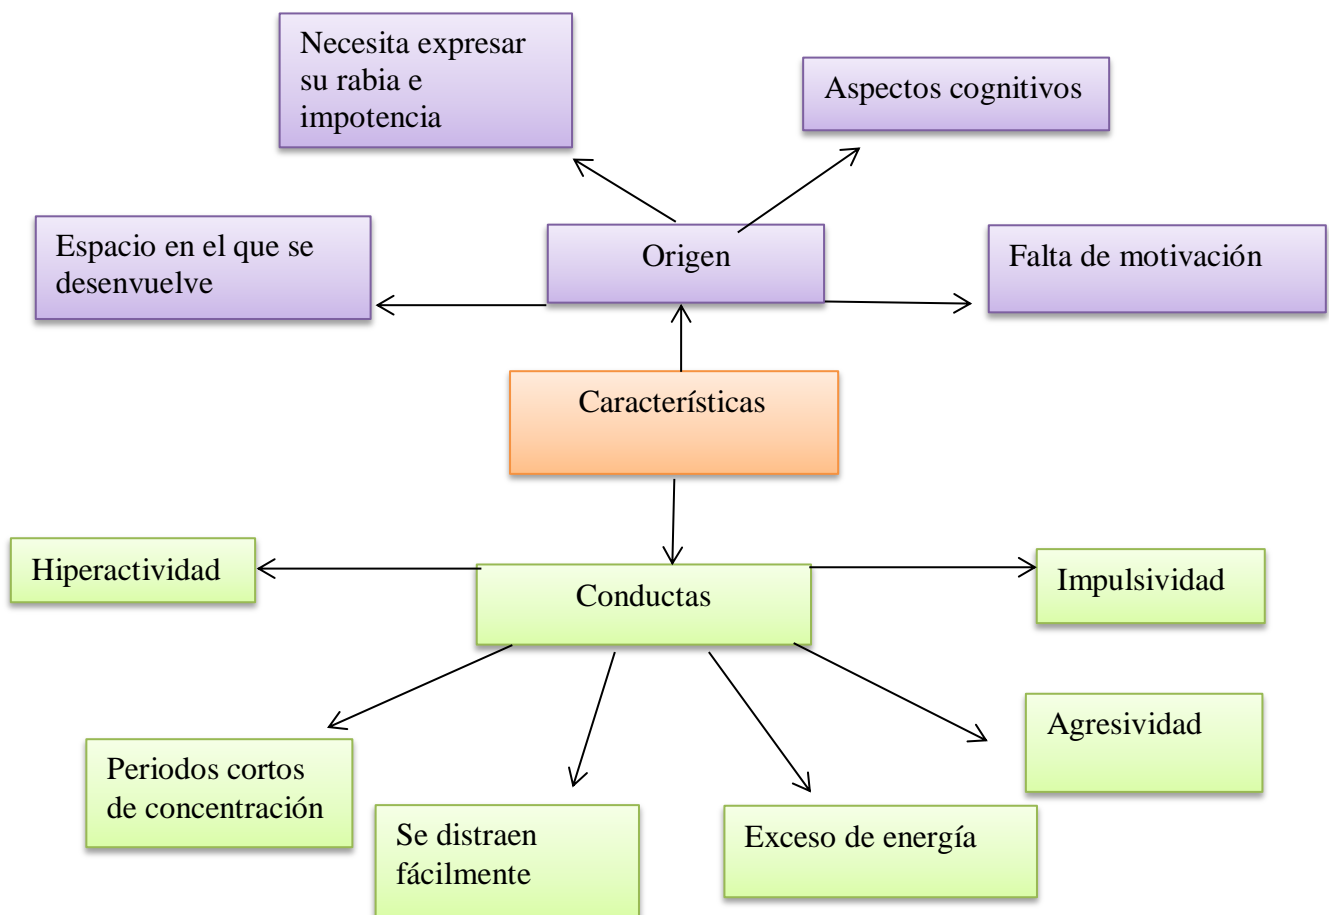 Necesita expresar
su rabia e
impotencia
Aspectos cognitivos
Espacio en el que se
desenvuelve
Origen
Falta de motivación
Características
Hiperactividad
Conductas
Impulsividad
Agresividad
Periodos cortos
de concentración
Se distraen
fácilmente
Exceso de energía